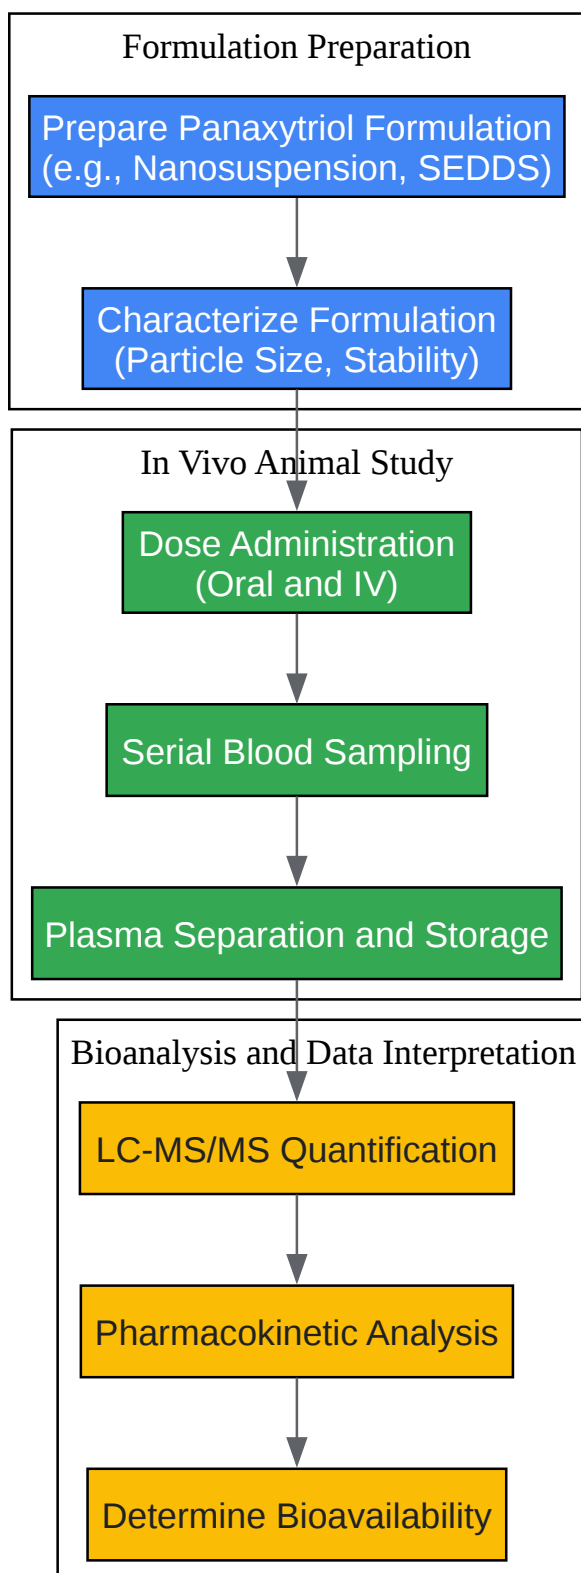 Formulation Preparation
Prepare Panaxytriol Formulation
(e.g., Nanosuspension, SEDDS)
Characterize Formulation
(Particle Size, Stability)
In Vivo Animal Study
Dose Administration
(Oral and IV)
Serial Blood Sampling
Plasma Separation and Storage
Bioanalysis and Data Interpretation
LC-MS/MS Quantification
Pharmacokinetic Analysis
Determine Bioavailability